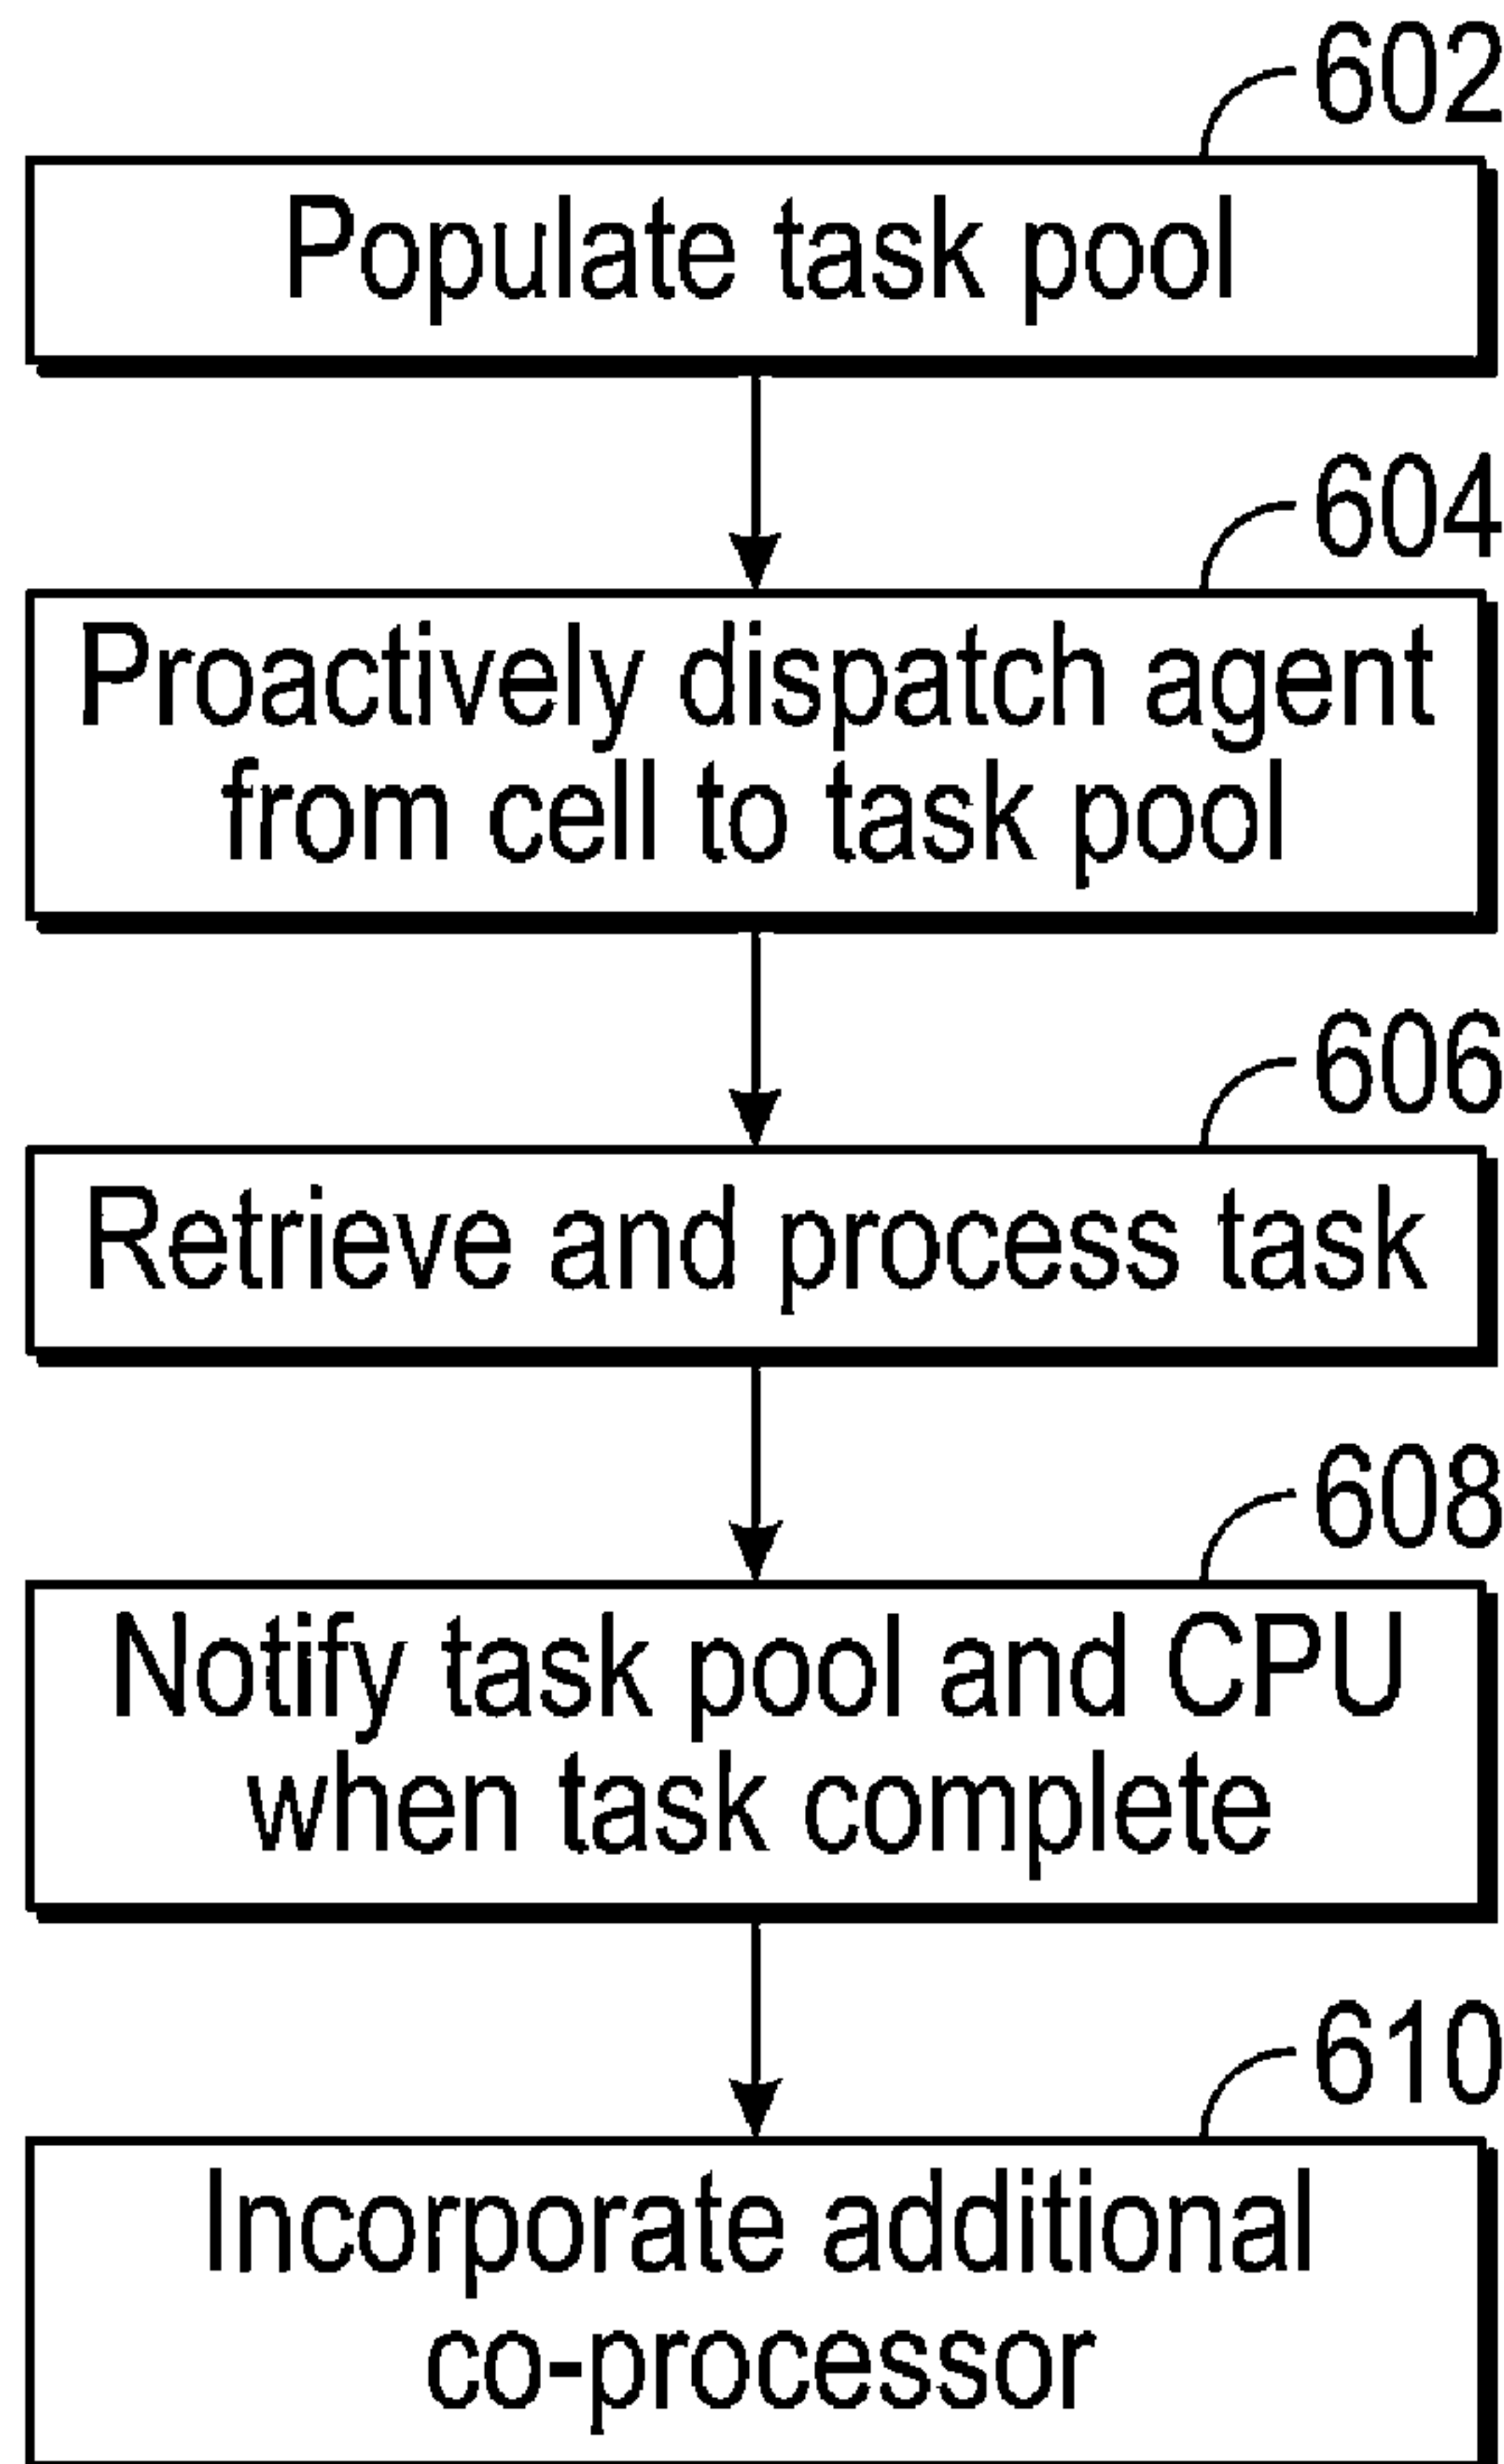 602
Populate task pool
604
Proactively dispatch agent
from cell to task pool
606
Retrieve and process task
608
Notify task pool and CPU
when task complete
610
Incorporate additional
co-processor